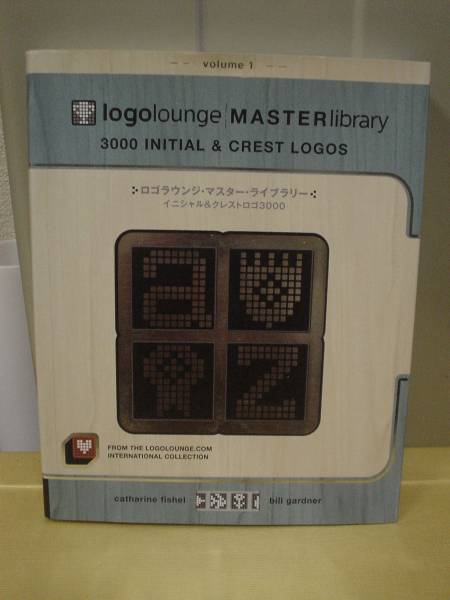 volume 1
logolounge MASTERlibrary
3000 INITIAL & CREST LOGOS
ロゴラウンジ・マスター・ライブラリー
イニシャル&クレストロゴ3000
a
Z
FROM THE LOGOLOUNGE.COM
INTERNATIONAL COLLECTION
catharine fishel bill gardner